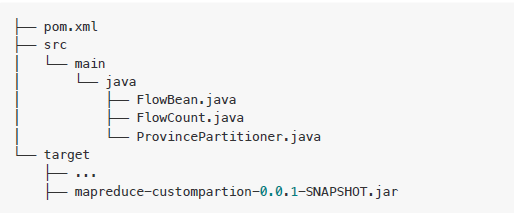 ├── pom.xml
├── src
│   └── main
│       └── java
│           ├── FlowBean.java
│           ├── FlowCount.java
│           └── ProvincePartitioner.java
└── target
    ├── ...
    ├── mapreduce-custompartion-0.0.1-SNAPSHOT.jar